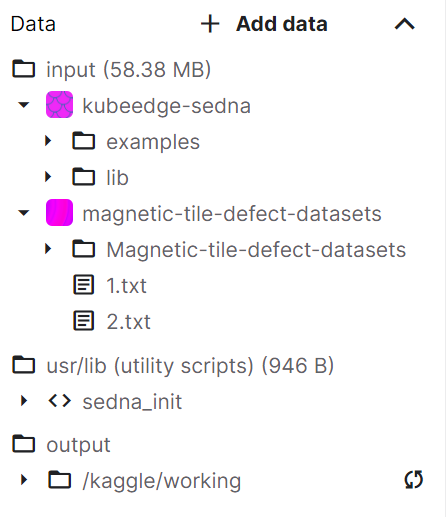 Data + Add data
input (58.38 MB)
kubeedge-sedna
examples
lib
magnetic-tile-defect-datasets
Magnetic-tile-defect-datasets
1.txt
2.txt
usr/lib (utility scripts) (946 B)
<> sedna_init
output
/kaggle/working